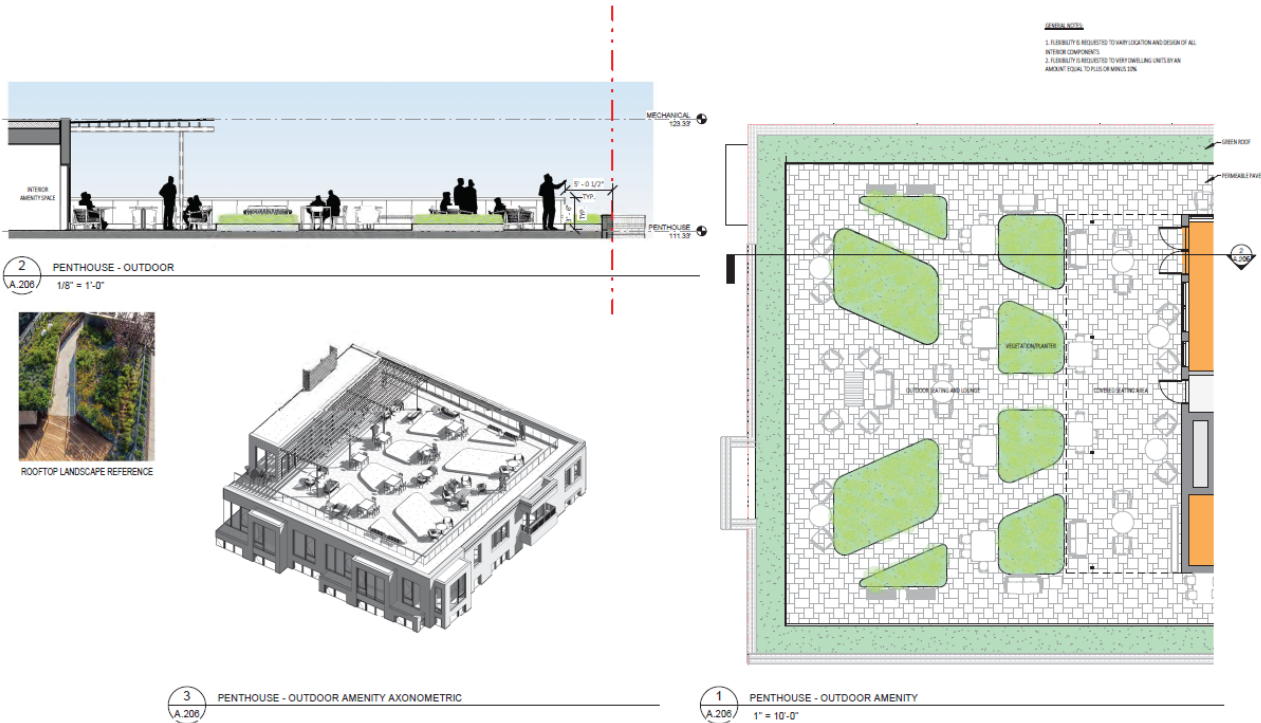 GENERAL NOTES:
1. FLEXIBILITY IS REQUESTED TO VARY LOCATION AND DESIGN OF ALL
INTERIOR COMPONENTS
2. FLEXIBILITY IS REQUESTED TO VERY DWELLING UNITS BY AN
AMOUNT EQUAL TO PLUS OR MINUS 10%
MECHANICAL
123.33'
INTERIOR
AMENITY SPACE
5' - 0 1/2"
TYP.
3' - 6"
TYP
PENTHOUSE
111.33'
2
A.206
PENTHOUSE - OUTDOOR
1/8" = 1'-0"
ROOFTOP LANDSCAPE REFERENCE
3
A.206
PENTHOUSE - OUTDOOR AMENITY AXONOMETRIC
GREEN ROOF
PERMEABLE PAVE
2
A.206
VEGETATION/PLANTER
OUTDOOR SEATING AND LOUNGE
COVERED SEATING AREA
1
A.206
PENTHOUSE - OUTDOOR AMENITY
1" = 10'-0"